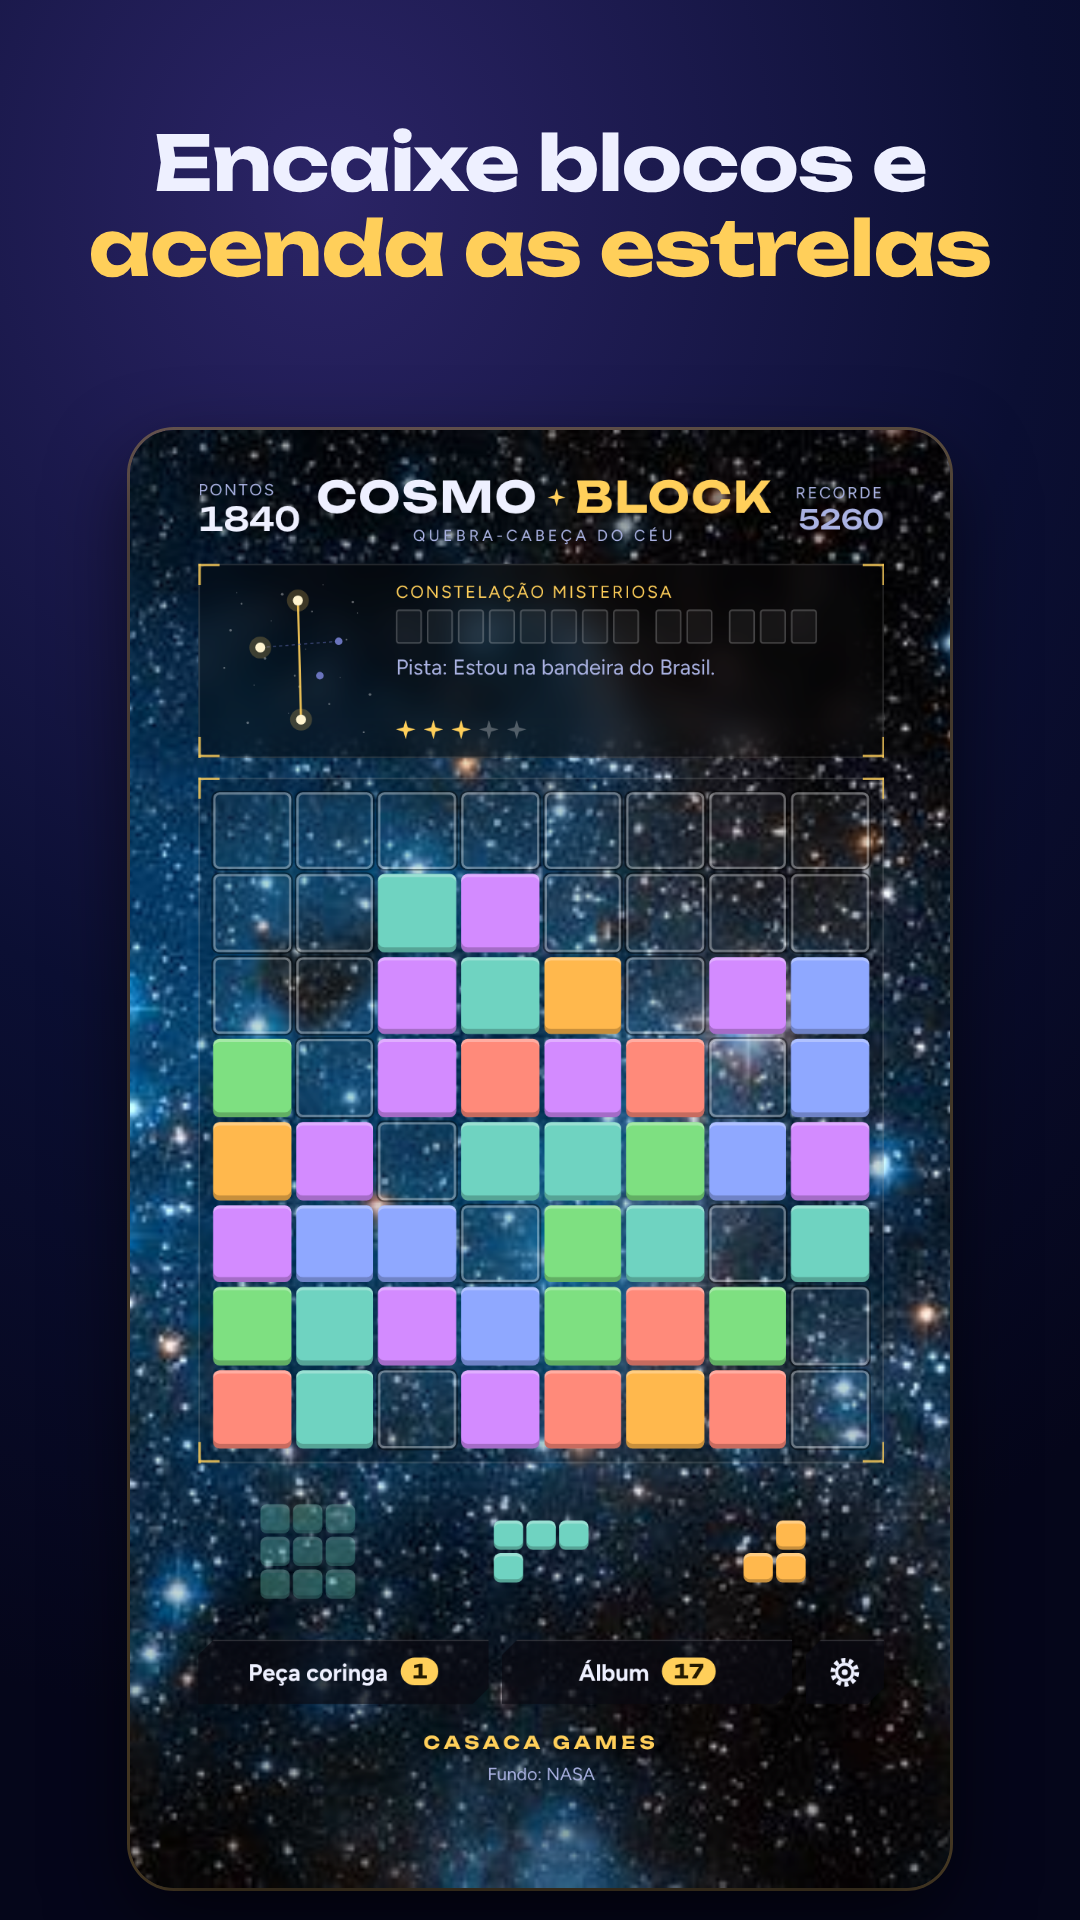 Encaixe blocos e
acenda as estrelas
PONTOS
1840
COSMO BLOCK
QUEBRA-CABEÇA DO CÉU
RECORDE
5260
CONSTELAÇÃO MISTERIOSA
Pista: Estou na bandeira do Brasil.
Peça coringa 1
Álbum 17
CASACA GAMES
Fundo: NASA